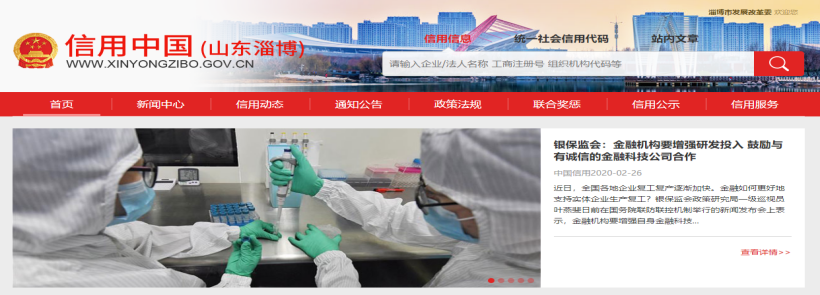 淄博市发展改革委 欢迎您
信用中国(山东淄博)
WWW.XINYONGZIBO.GOV.CN
信用信息 统一社会信用代码 站内文章
请输入企业/法人名称 工商注册号 组织机构代码等
搜索
首页 新闻中心 信用动态 通知公告 政策法规 联合奖惩 信用公示 信用服务
银保监会：金融机构要增强研发投入 鼓励与
有诚信的金融科技公司合作
中国信用2020-02-26
近日，全国各地企业复工复产逐渐加快。金融如何更好地
支持实体企业生产复工？银保监会政策研究局一级巡视员
叶燕斐日前在国务院联防联控机制举行的新闻发布会上表
示，金融机构要增强自身金融科技...
查看详情>>